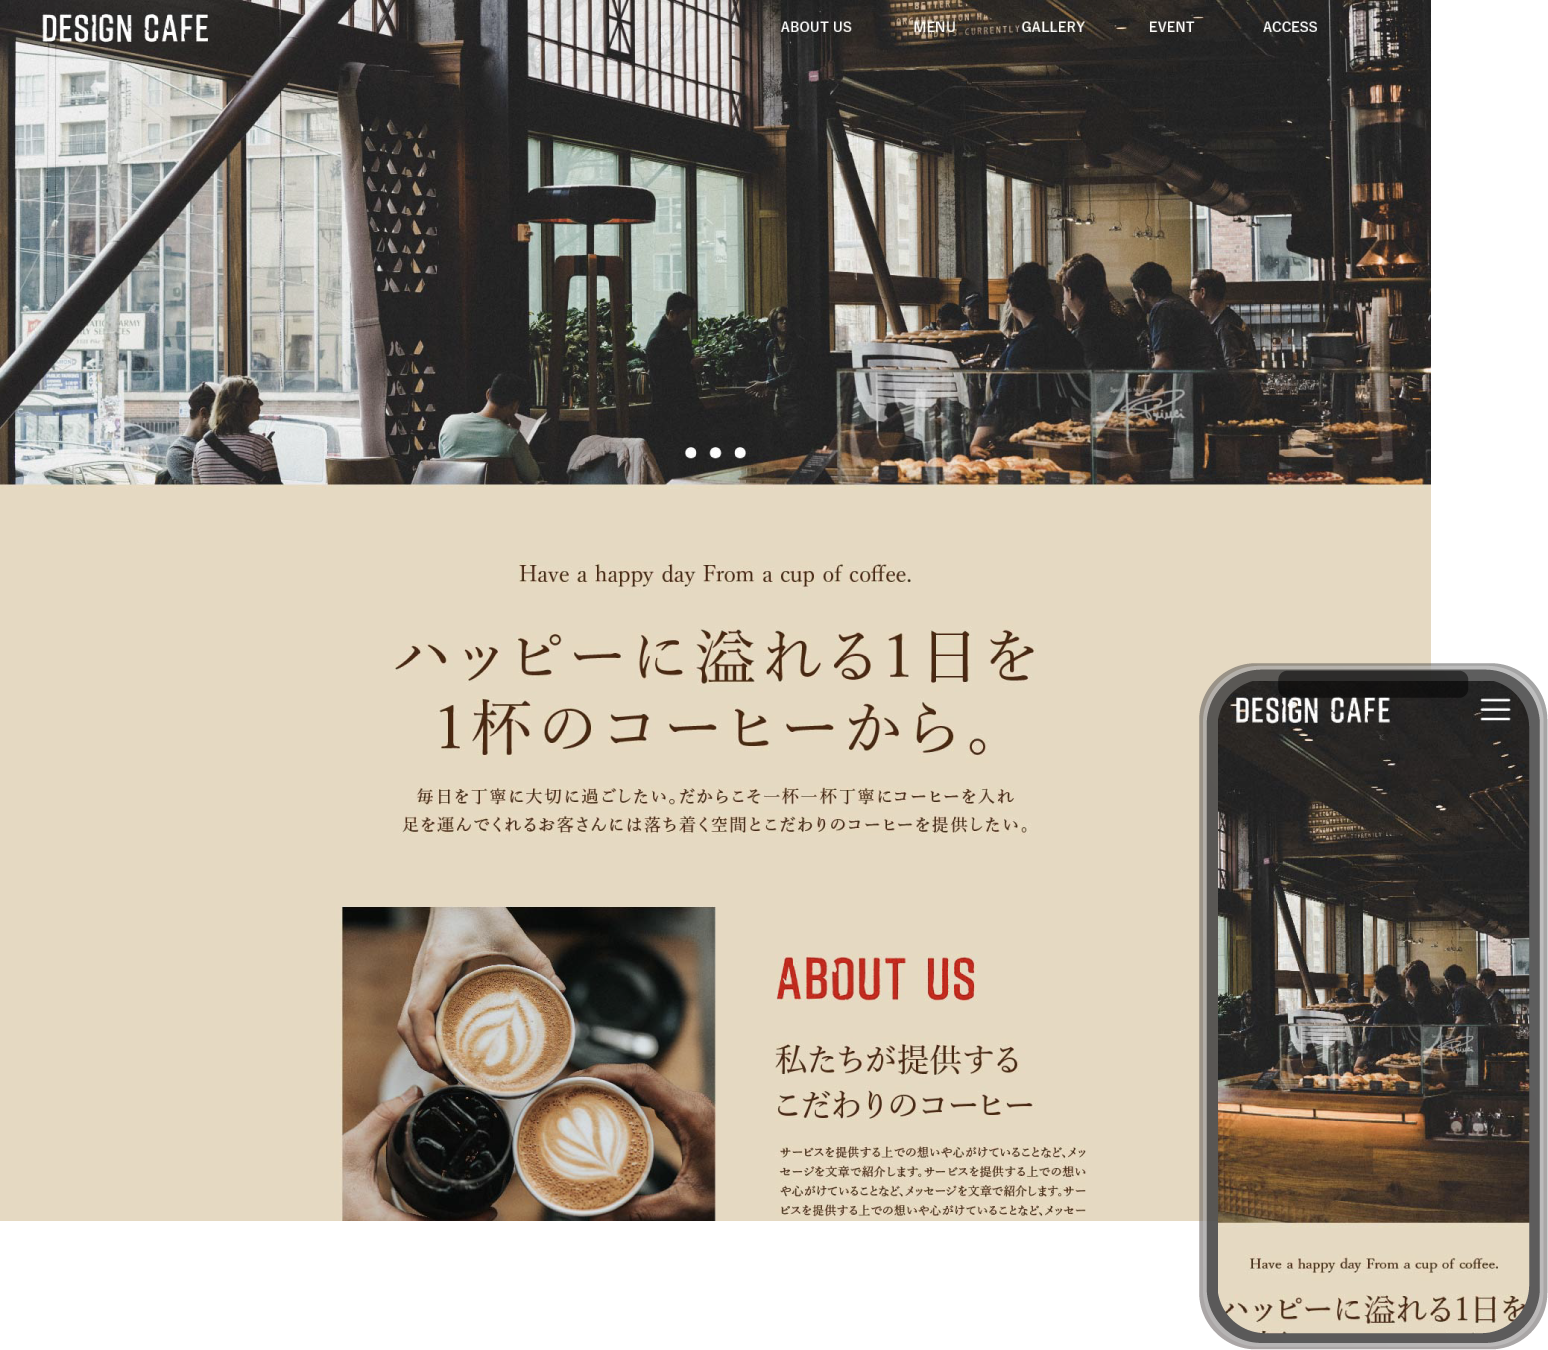 DESIGN CAFE
ABOUT US MENU GALLERY EVENT ACCESS
Have a happy day From a cup of coffee.
ハッピーに溢れる1日を
1杯のコーヒーから。
毎日を丁寧に大切に過ごしたい。だからこそ一杯一杯丁寧にコーヒーを入れ
足を運んでくれるお客さんには落ち着く空間とこだわりのコーヒーを提供したい。
ABOUT US
私たちが提供する
こだわりのコーヒー
サービスを提供する上での想いや心がけていることなど、メッ
セージを文章で紹介します。サービスを提供する上での想い
や心がけていることなど、メッセージを文章で紹介します。サー
ビスを提供する上での想いや心がけていることなど、メッセー
DESIGN CAFE
Have a happy day From a cup of coffee.
ハッピーに溢れる1日を